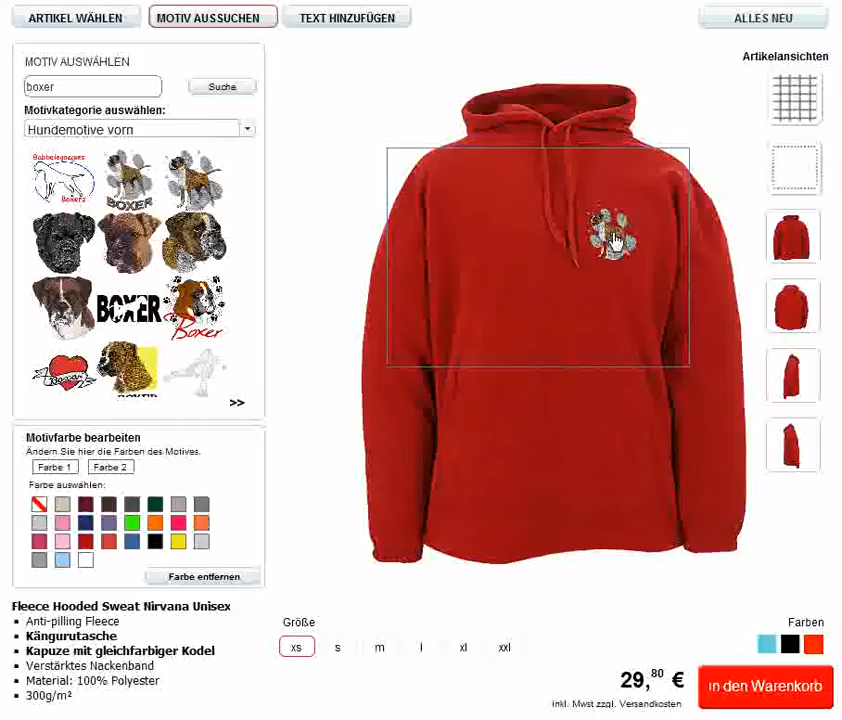 ARTIKEL WÄHLEN
MOTIV AUSSUCHEN
TEXT HINZUFÜGEN
ALLES NEU
MOTIV AUSWÄHLEN
boxer
Suche
Motivkategorie auswählen:
Hundemotive vorn
Boxers
BOXER
BOXER
Boxer
BOXER
>>
Motivfarbe bearbeiten
Ändern Sie hier die Farben des Motives.
Farbe 1
Farbe 2
Farbe auswählen:
Farbe entfernen
Artikelansichten
Fleece Hooded Sweat Nirvana Unisex
Anti-pilling Fleece
Kängurutasche
Kapuze mit gleichfarbiger Kodel
Verstärktes Nackenband
Material: 100% Polyester
300g/m²
Größe
xs s m l xl xxl
Farben
29,80 €
inkl. Mwst zzgl. Versandkosten
in den Warenkorb